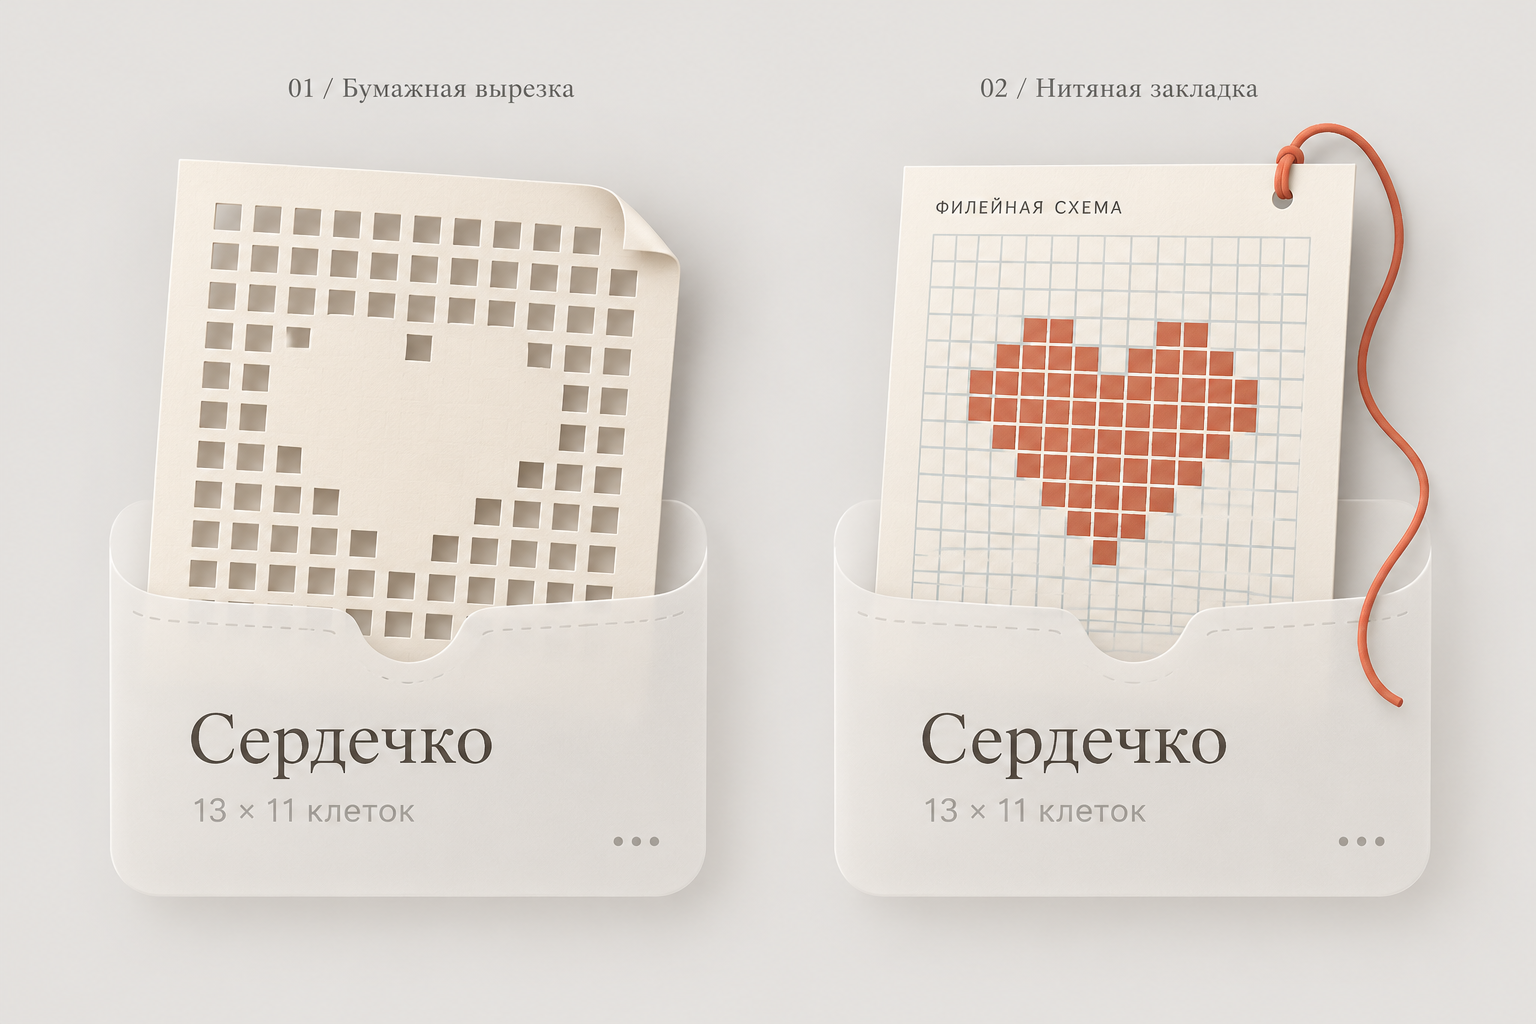 01 / Бумажная вырезка
02 / Нитяная закладка
ФИЛЕЙНАЯ СХЕМА
Сердечко
13 × 11 клеток
Сердечко
13 × 11 клеток